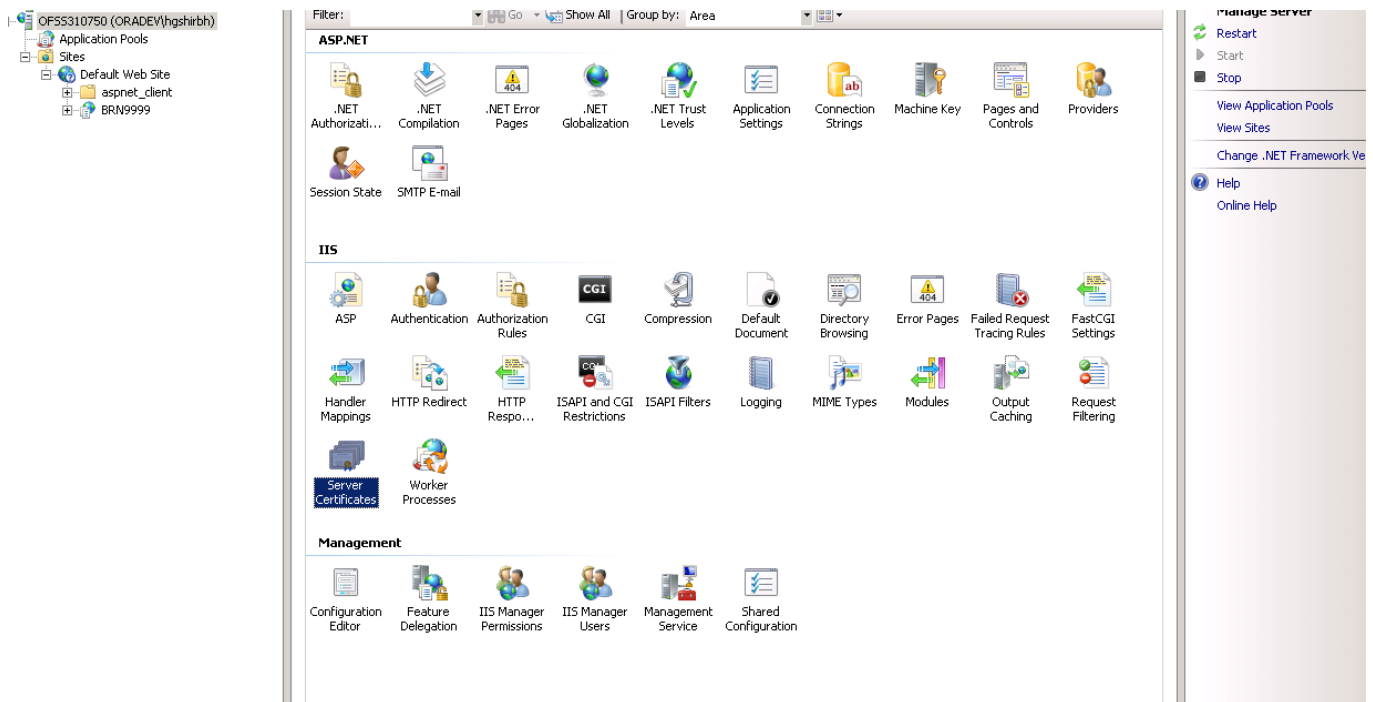 OFSS310750 (ORADEV\hgshirbh)
Application Pools
Sites
Default Web Site
aspnet_client
BRN9999
Filter: Go Show All Group by: Area
ASP.NET
.NET Authorizati...
.NET Compilation
404
.NET Error Pages
.NET Globalization
.NET Trust Levels
Application Settings
ab
Connection Strings
Machine Key
Pages and Controls
Providers
Session State
SMTP E-mail
IIS
ASP
Authentication
Authorization Rules
CGI
CGI
Compression
Default Document
Directory Browsing
404
Error Pages
Failed Request Tracing Rules
FastCGI Settings
Handler Mappings
HTTP Redirect
HTTP Respo...
ISAPI and CGI Restrictions
ISAPI Filters
Logging
MIME Types
Modules
Output Caching
Request Filtering
Server Certificates
Worker Processes
Management
Configuration Editor
Feature Delegation
IIS Manager Permissions
IIS Manager Users
Management Service
Shared Configuration
Manage Server
Restart
Start
Stop
View Application Pools
View Sites
Change .NET Framework Ve
Help
Online Help